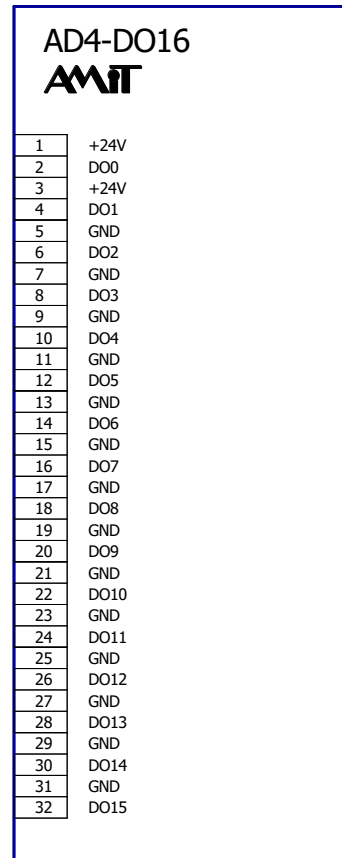 AD4-DO16
AMiT
1 +24V
2 DO0
3 +24V
4 DO1
5 GND
6 DO2
7 GND
8 DO3
9 GND
10 DO4
11 GND
12 DO5
13 GND
14 DO6
15 GND
16 DO7
17 GND
18 DO8
19 GND
20 DO9
21 GND
22 DO10
23 GND
24 DO11
25 GND
26 DO12
27 GND
28 DO13
29 GND
30 DO14
31 GND
32 DO15